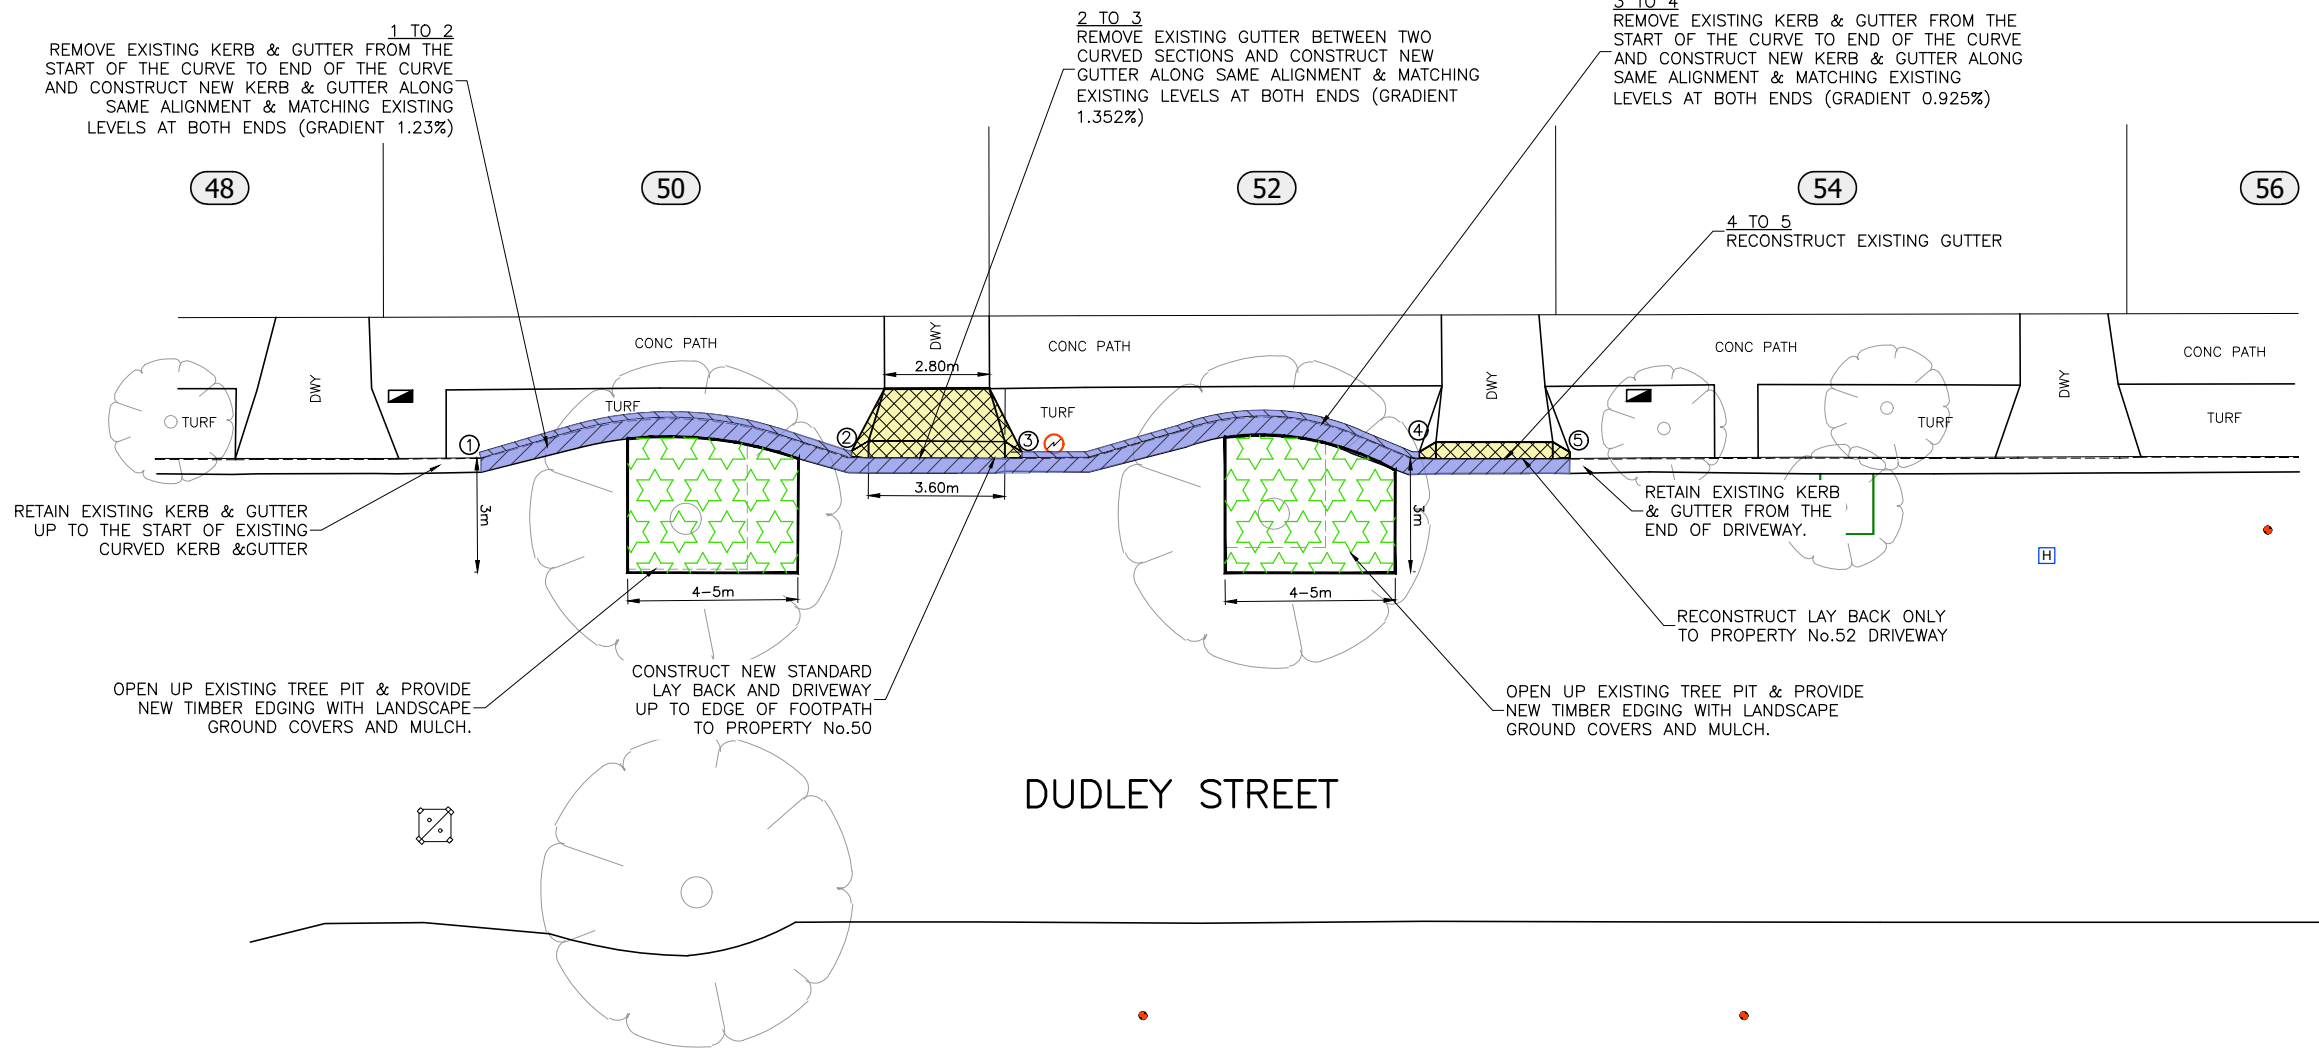 1 TO 2
REMOVE EXISTING KERB & GUTTER FROM THE
START OF THE CURVE TO END OF THE CURVE
AND CONSTRUCT NEW KERB & GUTTER ALONG
SAME ALIGNMENT & MATCHING EXISTING
LEVELS AT BOTH ENDS (GRADIENT 1.23%)
2 TO 3
REMOVE EXISTING GUTTER BETWEEN TWO
CURVED SECTIONS AND CONSTRUCT NEW
GUTTER ALONG SAME ALIGNMENT & MATCHING
EXISTING LEVELS AT BOTH ENDS (GRADIENT
1.352%)
3 TO 4
REMOVE EXISTING KERB & GUTTER FROM THE
START OF THE CURVE TO END OF THE CURVE
AND CONSTRUCT NEW KERB & GUTTER ALONG
SAME ALIGNMENT & MATCHING EXISTING
LEVELS AT BOTH ENDS (GRADIENT 0.925%)
48
50
52
54
56
4 TO 5
RECONSTRUCT EXISTING GUTTER
DWY
CONC PATH
DWY
CONC PATH
DWY
CONC PATH
DWY
CONC PATH
2.80m
TURF
TURF
TURF
TURF
TURF
1
2
3
4
5
3.60m
3m
3m
RETAIN EXISTING KERB & GUTTER
UP TO THE START OF EXISTING
CURVED KERB &GUTTER
RETAIN EXISTING KERB
& GUTTER FROM THE
END OF DRIVEWAY.
H
4-5m
4-5m
RECONSTRUCT LAY BACK ONLY
TO PROPERTY No.52 DRIVEWAY
OPEN UP EXISTING TREE PIT & PROVIDE
NEW TIMBER EDGING WITH LANDSCAPE
GROUND COVERS AND MULCH.
CONSTRUCT NEW STANDARD
LAY BACK AND DRIVEWAY
UP TO EDGE OF FOOTPATH
TO PROPERTY No.50
OPEN UP EXISTING TREE PIT & PROVIDE
NEW TIMBER EDGING WITH LANDSCAPE
GROUND COVERS AND MULCH.
DUDLEY STREET